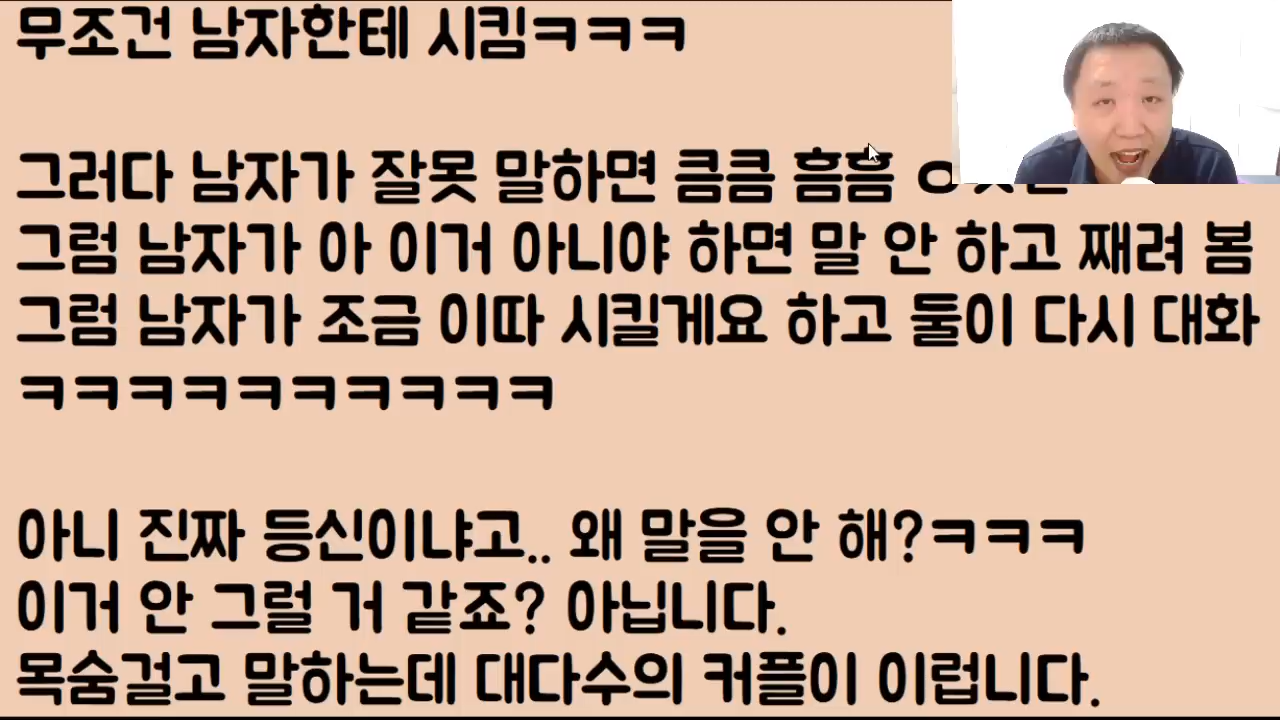 무조건 남자한테 시킴ㅋㅋㅋ
그러다 남자가 잘못 말하면 큼큼 흠흠
그럼 남자가 아 이거 아니야 하면 말 안 하고 째려 봄
그럼 남자가 조금 이따 시킬게요 하고 둘이 다시 대화
ㅋㅋㅋㅋㅋㅋㅋㅋㅋㅋ
아니 진짜 등신이냐고.. 왜 말을 안 해?ㅋㅋㅋ
이거 안 그럴 거 같죠? 아닙니다.
목숨걸고 말하는데 대다수의 커플이 이럽니다.